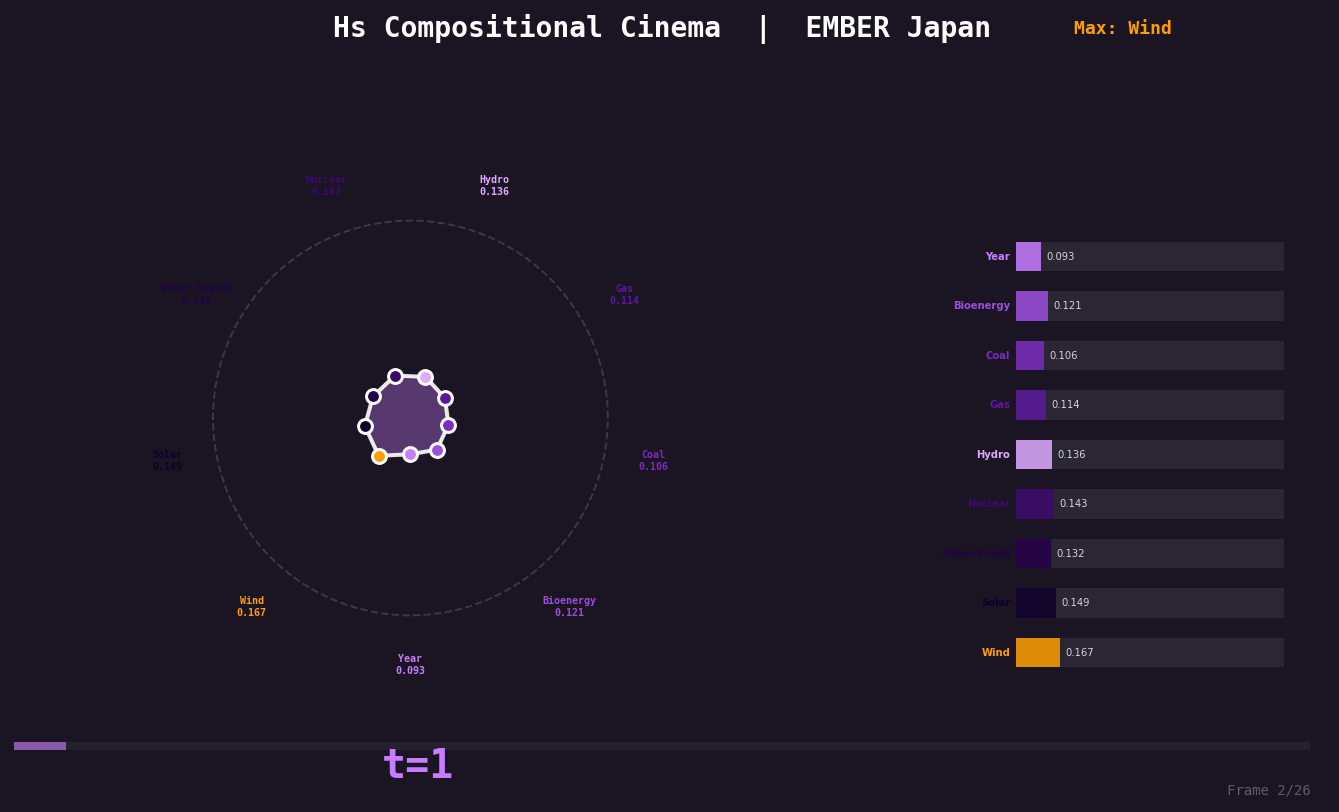 Hs Compositional Cinema | EMBER Japan
Max: Wind
Nuclear
0.143
Hydro
0.136
Other Fossil
0.132
Gas
0.114
Solar
0.149
Coal
0.106
Wind
0.167
Bioenergy
0.121
Year
0.093
Year 0.093
Bioenergy 0.121
Coal 0.106
Gas 0.114
Hydro 0.136
Nuclear 0.143
Other Fossil 0.132
Solar 0.149
Wind 0.167
t=1
Frame 2/26